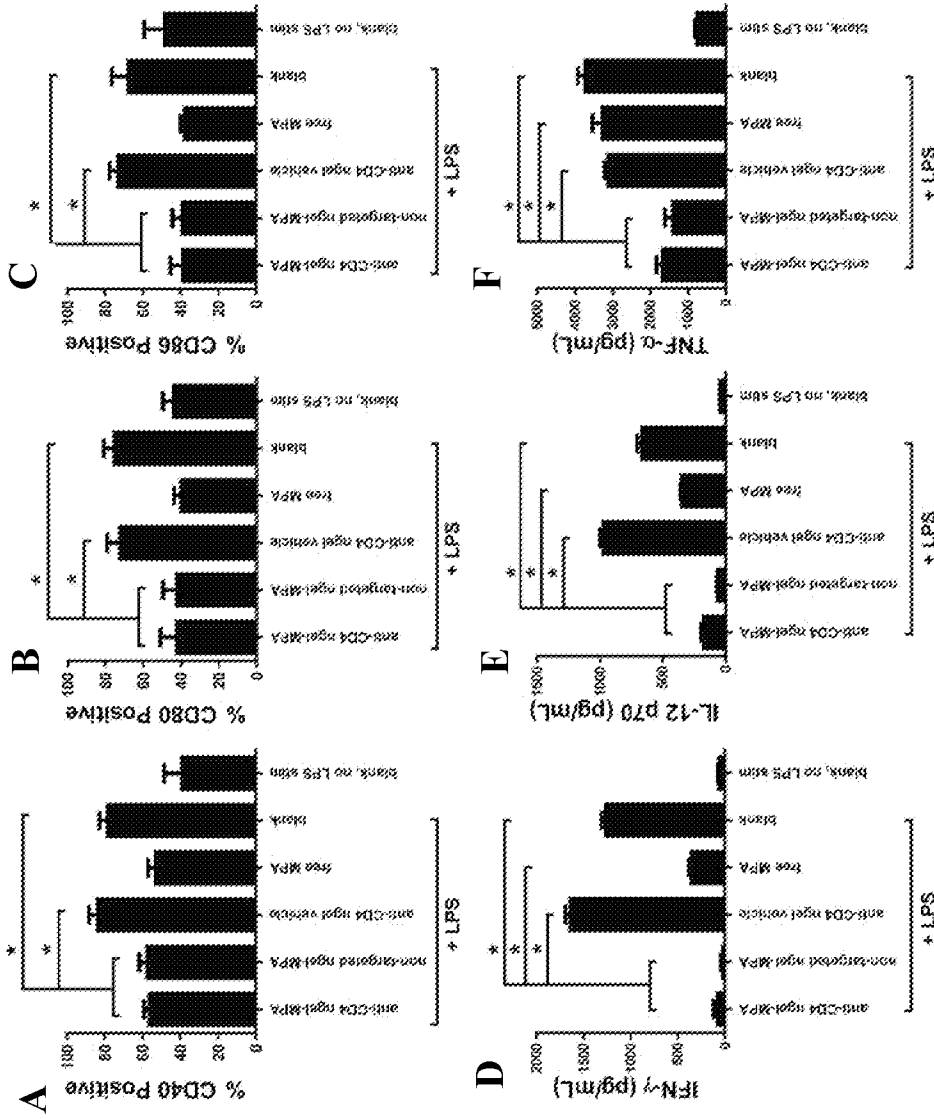 A
% CD40 Positive
100
80
60
40
20
0
anti-CD4 ngel-MPA
non-targeted ngel-MPA
anti-CD4 ngel vehicle
free MPA
blank
blank, no LPS stim
+ LPS
*
*
B
% CD80 Positive
100
80
60
40
20
0
anti-CD4 ngel-MPA
non-targeted ngel-MPA
anti-CD4 ngel vehicle
free MPA
blank
blank, no LPS stim
+ LPS
*
*
C
% CD86 Positive
100
80
60
40
20
0
anti-CD4 ngel-MPA
non-targeted ngel-MPA
anti-CD4 ngel vehicle
free MPA
blank
blank, no LPS stim
+ LPS
*
*
D
IFN-γ (pg/mL)
2000
1500
1000
500
0
anti-CD4 ngel-MPA
non-targeted ngel-MPA
anti-CD4 ngel vehicle
free MPA
blank
blank, no LPS stim
+ LPS
*
*
*
E
IL-12 p70 (pg/mL)
1500
1000
500
0
anti-CD4 ngel-MPA
non-targeted ngel-MPA
anti-CD4 ngel vehicle
free MPA
blank
blank, no LPS stim
+ LPS
*
*
*
F
TNF-α (pg/mL)
5000
4000
3000
2000
1000
0
anti-CD4 ngel-MPA
non-targeted ngel-MPA
anti-CD4 ngel vehicle
free MPA
blank
blank, no LPS stim
+ LPS
*
*
*